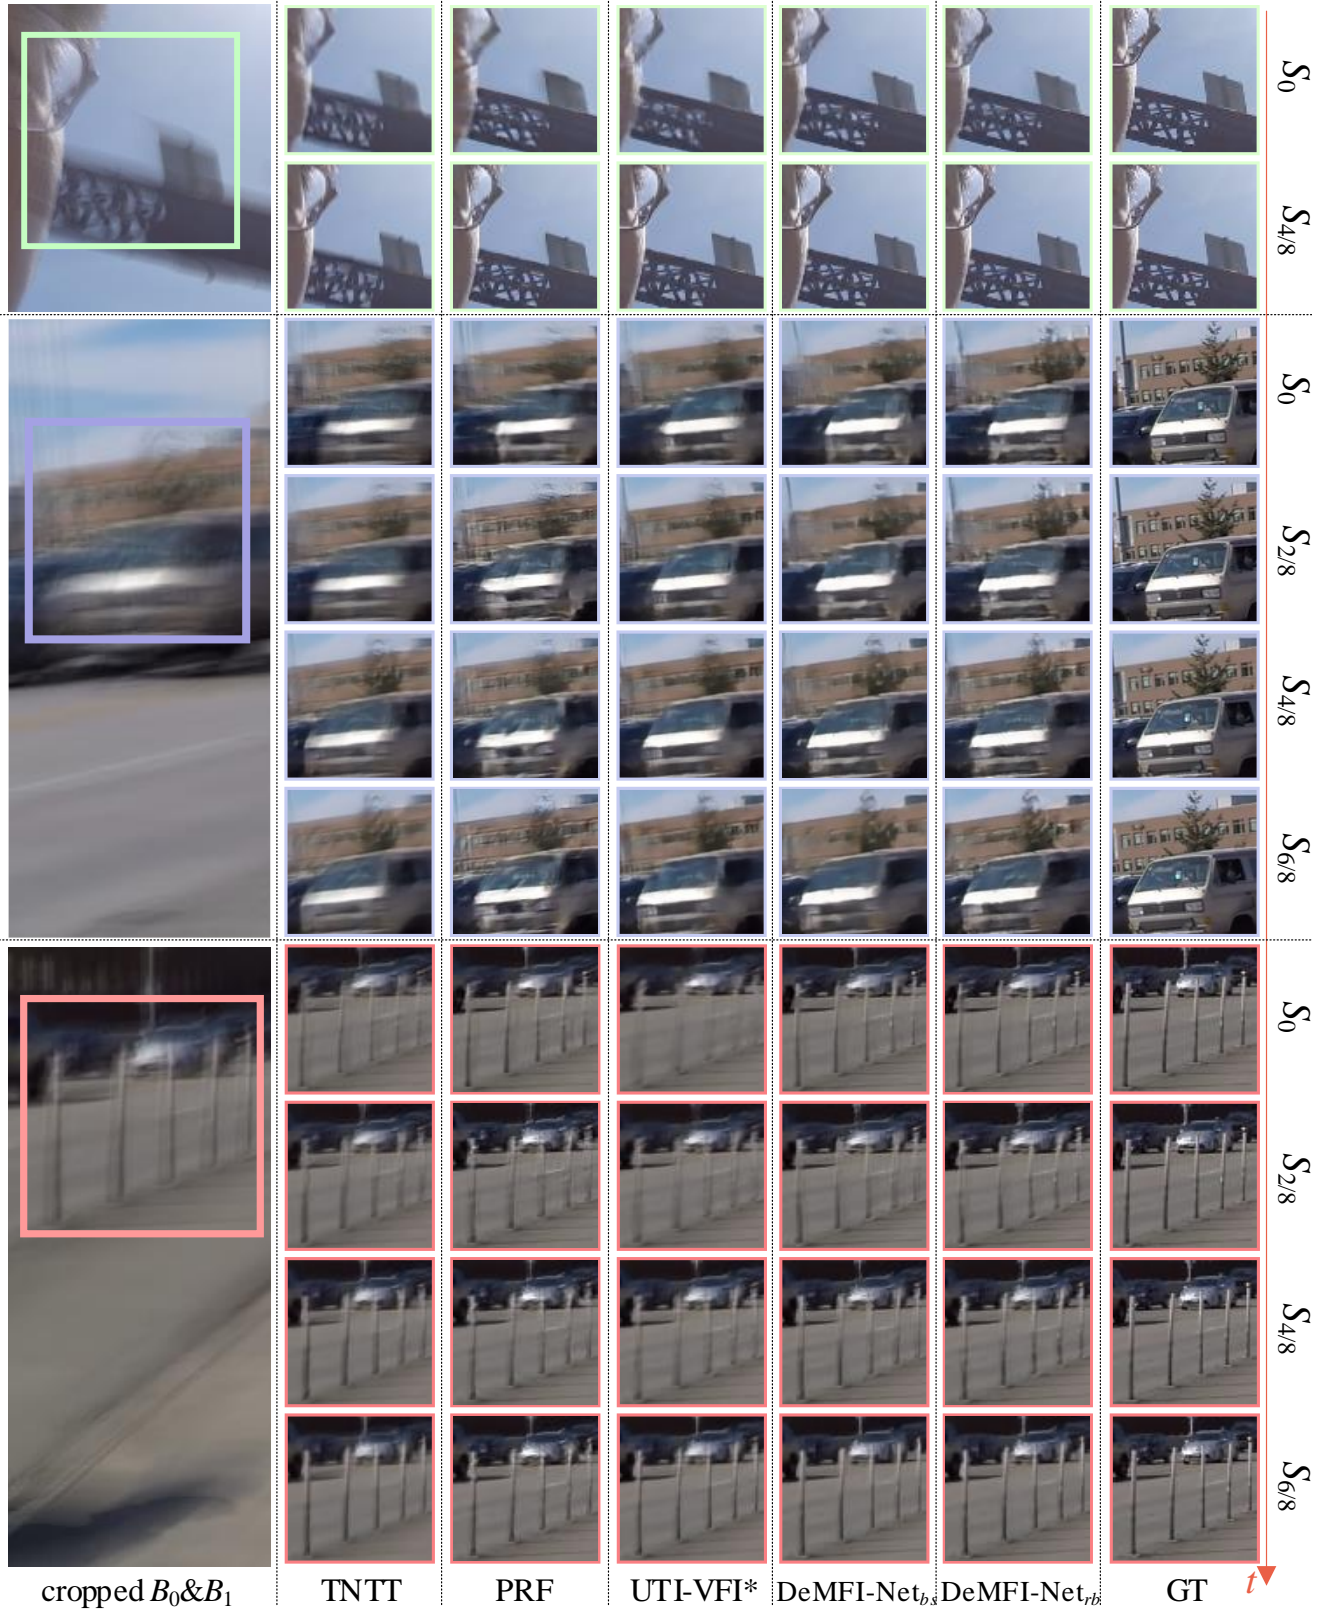 S0
S4/8
S0
S2/8
S4/8
S6/8
S0
S2/8
S4/8
S6/8
cropped B0&B1 TNTT PRF UTI-VFI* DeMFI-Netbs DeMFI-Netrb GT t